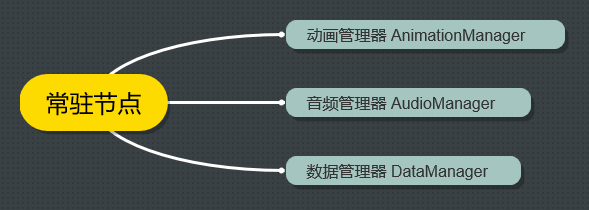 常驻节点
动画管理器 AnimationManager
音频管理器 AudioManager
数据管理器 DataManager